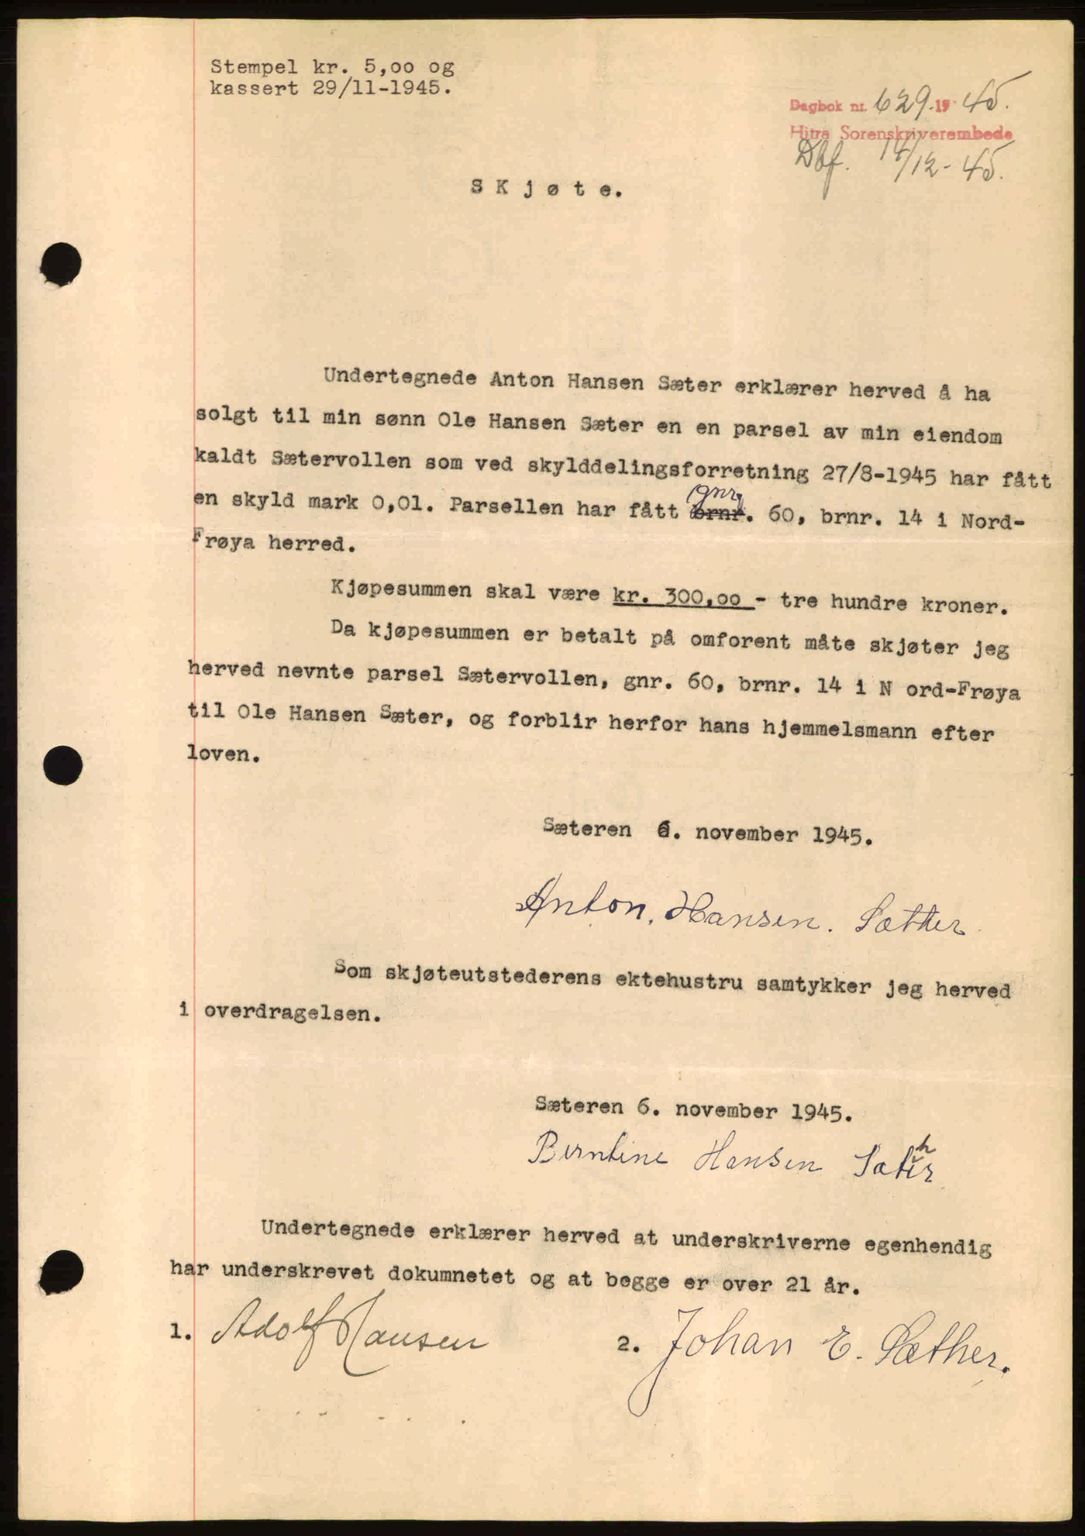 Stempel kr. 5,oo og
kassert 29/11-1945.
Dagbok nr. 629. 19 45.
Hitra Sorenskriverembede
Dbf. 14/12-45.
S K j ø t e.
Undertegnede Anton Hansen Sæter erklærer herved å ha
solgt til min sønn Ole Hansen Sæter en en parsel av min eiendom
kaldt Sætervollen som ved skylddelingsforretning 27/8-1945 har fått
en skyld mark 0,01. Parsellen har fått brnr. gnr. 60, brnr. 14 i Nord-
Frøya herred.
Kjøpesummen skal være kr. 300,oo - tre hundre kroner.
Da kjøpesummen er betalt på omforent måte skjøter jeg
herved nevnte parsel Sætervollen, gnr. 60, brnr. 14 i N ord-Frøya
til Ole Hansen Sæter, og forblir herfor hans hjemmelsmann efter
loven.
Sæteren 6. november 1945.
Anton. Hansen. Sæther
Som skjøteutstederens ektehustru samtykker jeg herved
i overdragelsen.
Sæteren 6. november 1945.
Berntine Hansen Sæther
Undertegnede erklærer herved at underskriverne egenhendig
har underskrevet dokumnetet og at begge er over 21 år.
1. Adolf Hansen 2. Johan E. Sæther.